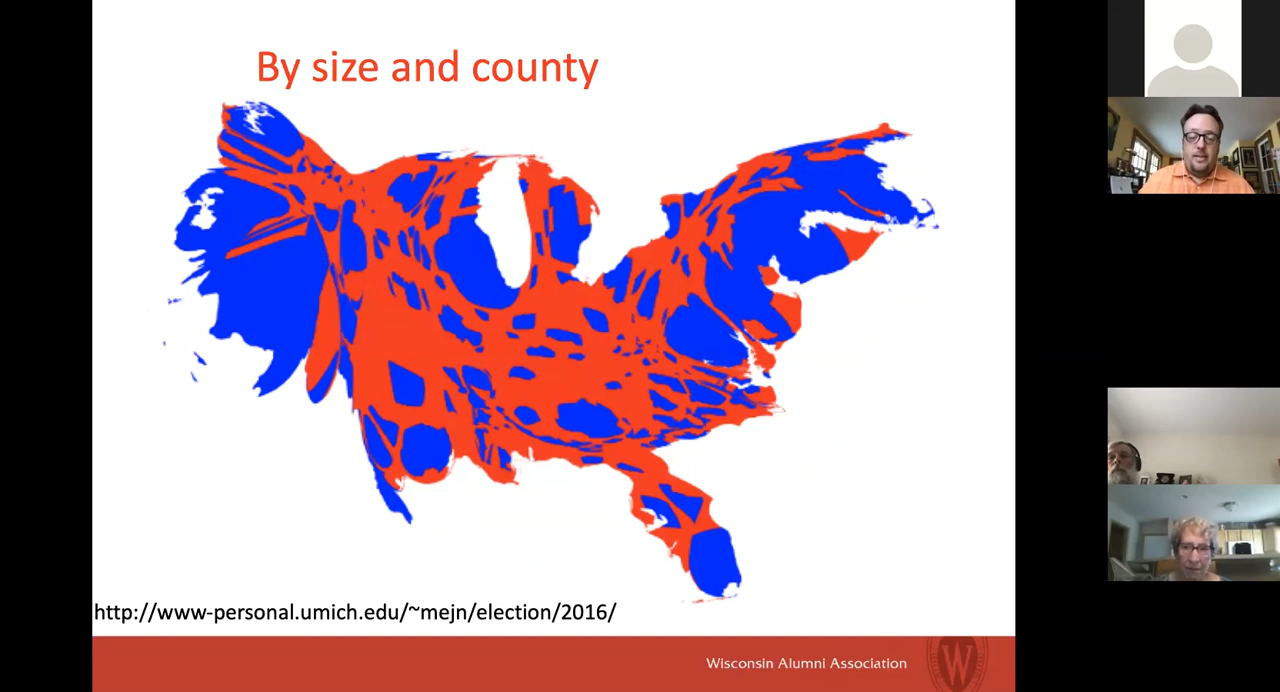 By size and county
http://www-personal.umich.edu/~mejn/election/2016/
Wisconsin Alumni Association
W